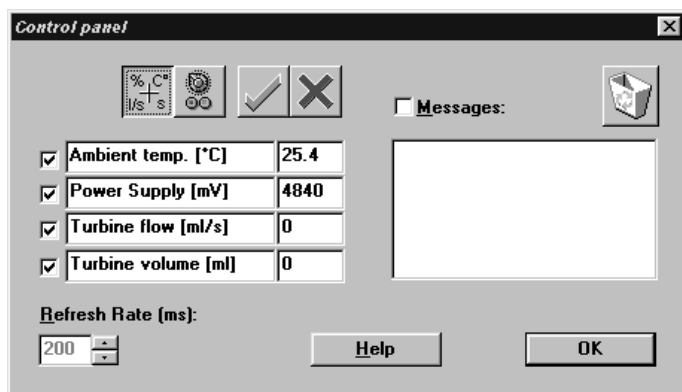 Control panel
% C°
l/s s
Messages:
Ambient temp. [°C] 25.4
Power Supply [mV] 4840
Turbine flow [ml/s] 0
Turbine volume [ml] 0
Refresh Rate (ms):
200
Help
OK